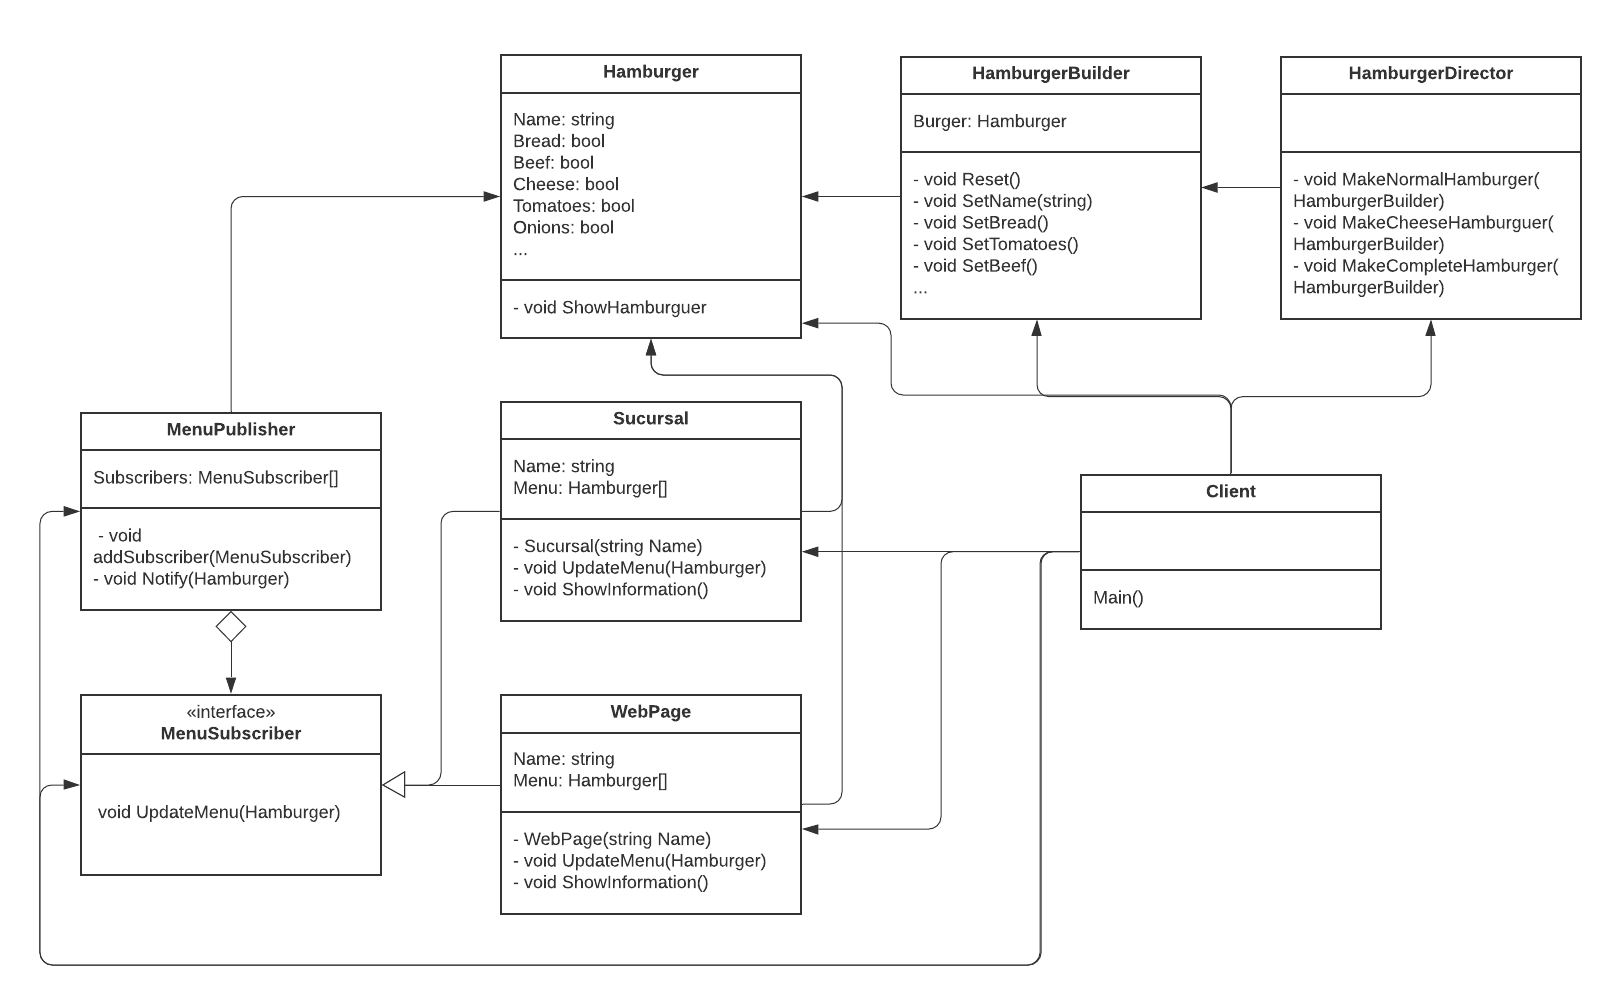 Hamburger
Name: string
Bread: bool
Beef: bool
Cheese: bool
Tomatoes: bool
Onions: bool
...
- void ShowHamburguer
HamburgerBuilder
Burger: Hamburger
- void Reset()
- void SetName(string)
- void SetBread()
- void SetTomatoes()
- void SetBeef()
...
HamburgerDirector
- void MakeNormalHamburger(
HamburgerBuilder)
- void MakeCheeseHamburguer(
HamburgerBuilder)
- void MakeCompleteHamburger(
HamburgerBuilder)
MenuPublisher
Subscribers: MenuSubscriber[]
- void
addSubscriber(MenuSubscriber)
- void Notify(Hamburger)
Sucursal
Name: string
Menu: Hamburger[]
- Sucursal(string Name)
- void UpdateMenu(Hamburger)
- void ShowInformation()
Client
Main()
«interface»
MenuSubscriber
void UpdateMenu(Hamburger)
WebPage
Name: string
Menu: Hamburger[]
- WebPage(string Name)
- void UpdateMenu(Hamburger)
- void ShowInformation()